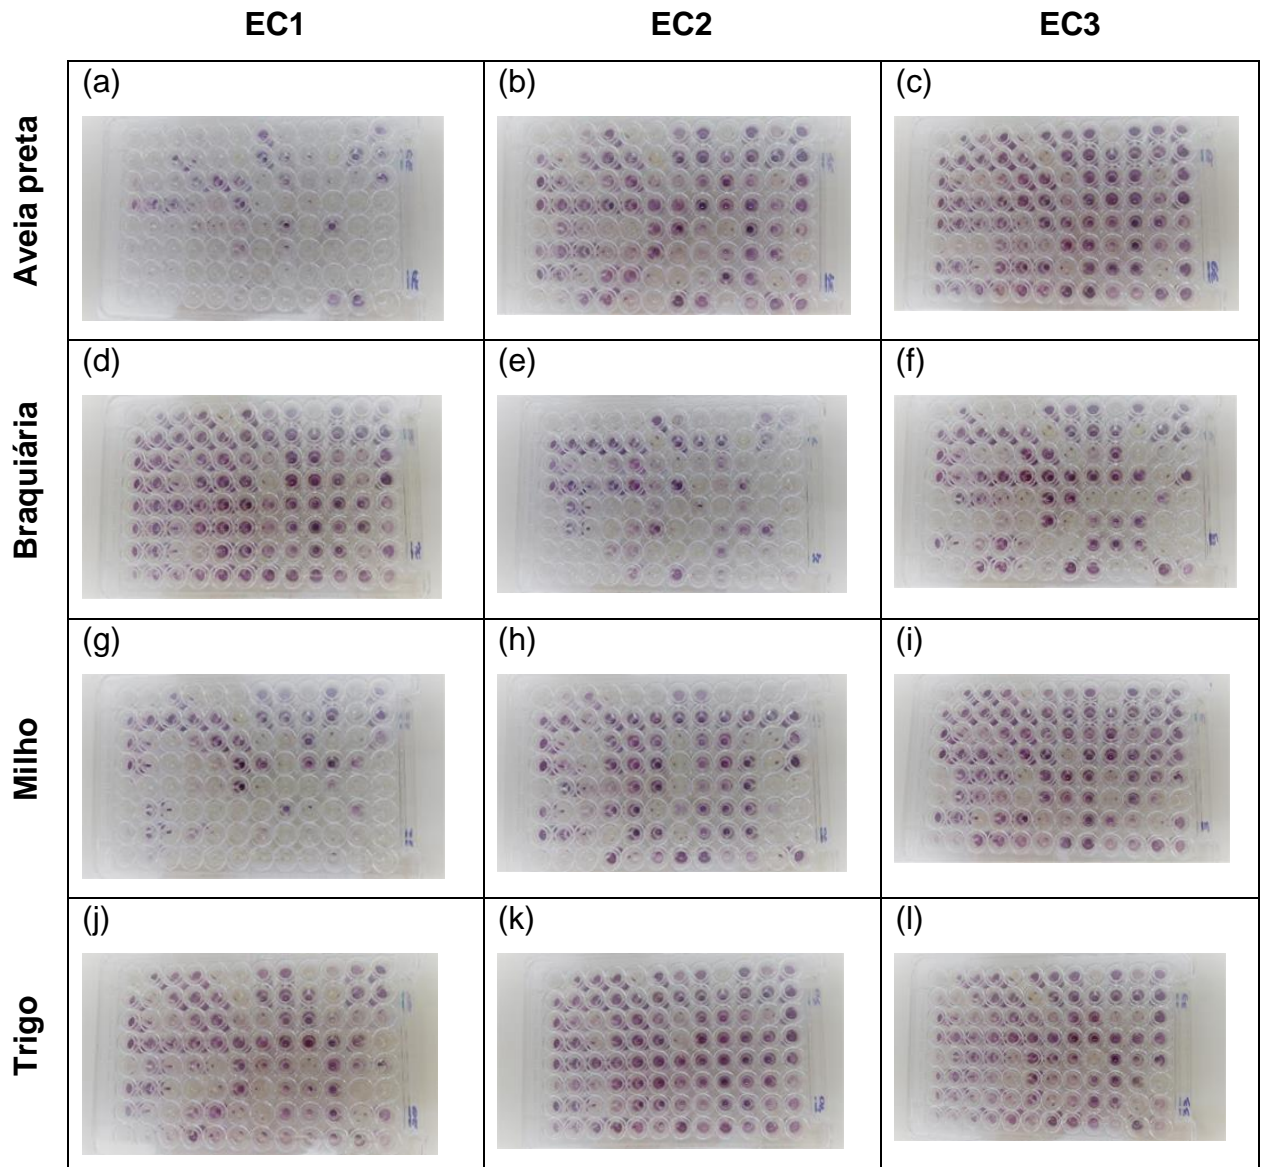 EC1 EC2 EC3
Aveia preta
(a) (b) (c)
Braquiária
(d) (e) (f)
Milho
(g) (h) (i)
Trigo
(j) (k) (l)